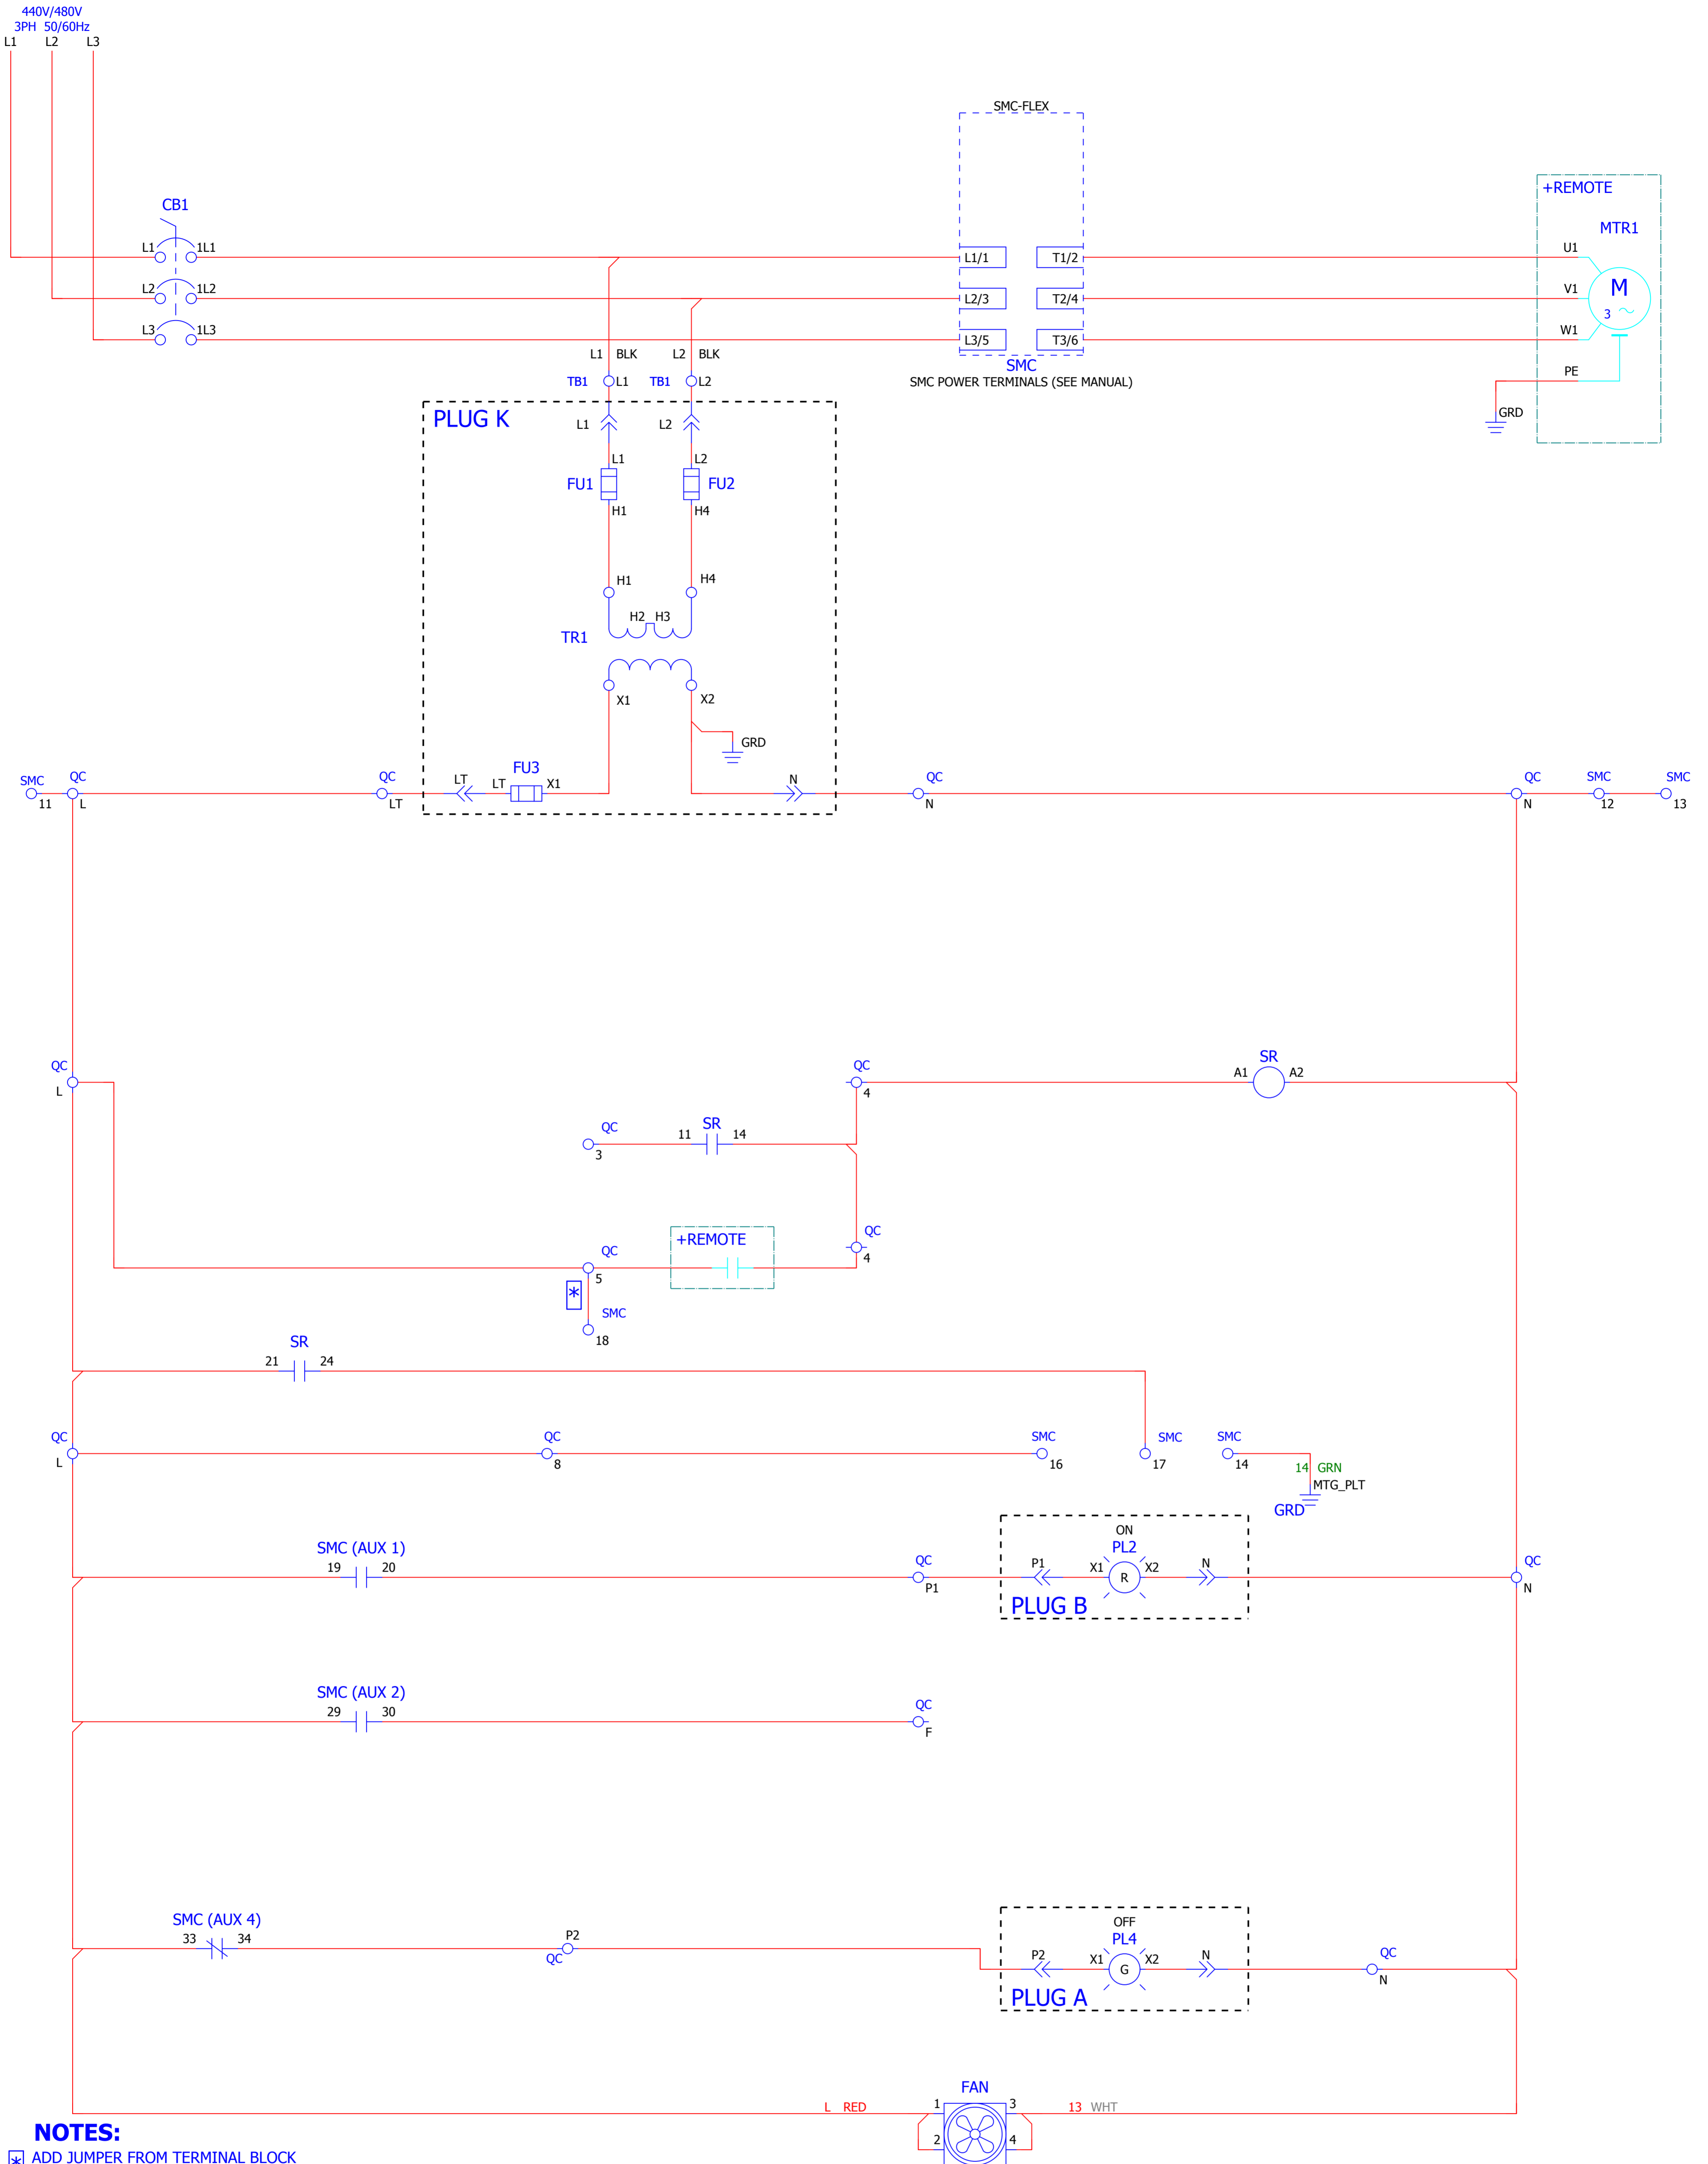 440V/480V
3PH 50/60Hz
L1 L2 L3
SMC-FLEX
+REMOTE
CB1
MTR1
L1 1L1 L1/1 T1/2 U1
L2 1L2 L2/3 T2/4 V1
M
3
L3 1L3 L3/5 T3/6 W1
L1 BLK L2 BLK
SMC
PE
TB1 L1 TB1 L2
SMC POWER TERMINALS (SEE MANUAL)
GRD
PLUG K
L1 L2
L1 L2
FU1 FU2
H1 H4
H1 H4
H2 H3
TR1
X1 X2
GRD
FU3
SMC QC QC LT LT X1 N QC QC SMC SMC
11 L LT N N 12 13
QC QC SR
L 4 A1 A2
QC SR
3 11 14
QC
4
+REMOTE
QC
5
*
SMC
18
SR
21 24
QC QC SMC SMC SMC
L 8 16 17 14
14 GRN
MTG_PLT
GRD
ON
SMC (AUX 1) PL2
19 20 QC P1 X1 R X2 N QC
P1 N
PLUG B
SMC (AUX 2)
29 30 QC
F
SMC (AUX 4) OFF
33 34 P2 PL4
QC P2 X1 G X2 N QC
N
PLUG A
FAN
L RED 1 3 13 WHT
2 4
NOTES:
* ADD JUMPER FROM TERMINAL BLOCK